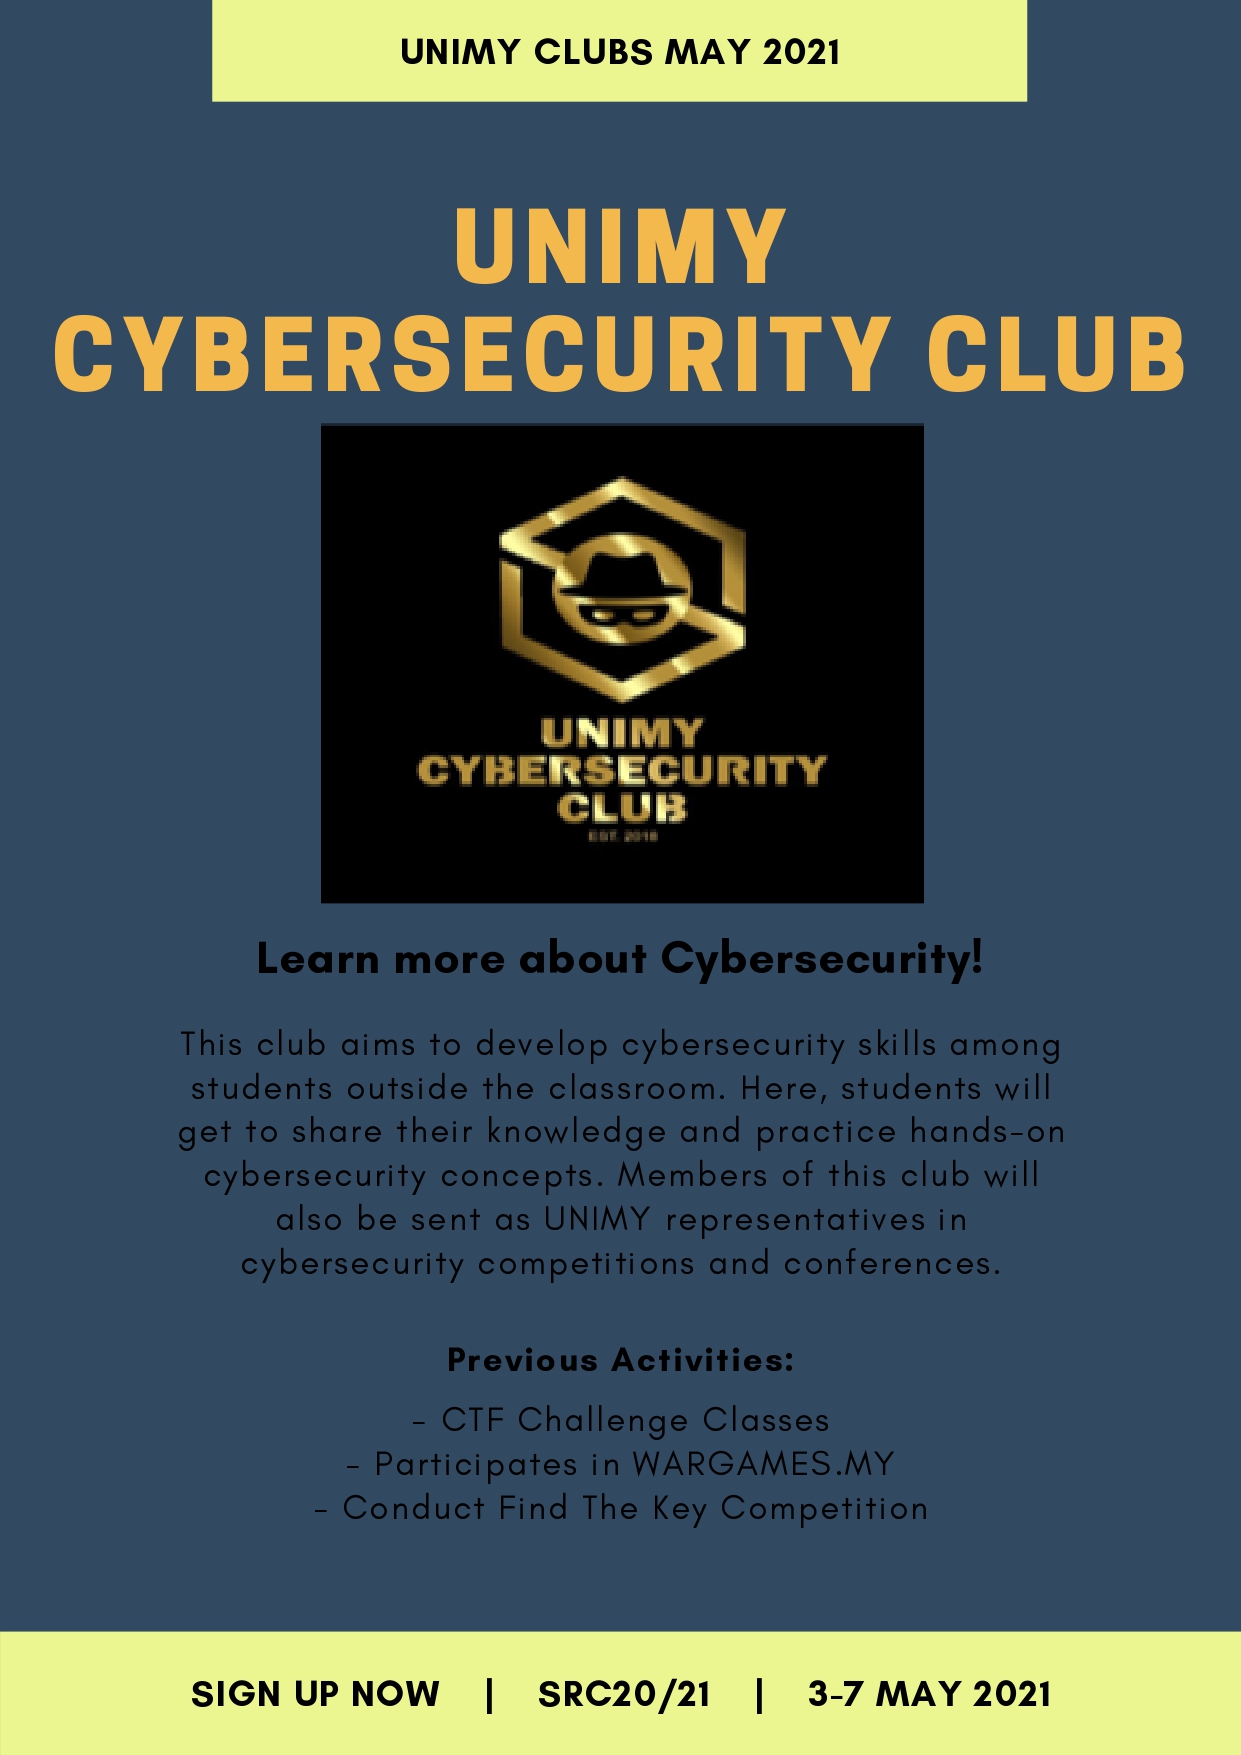 UNIMY CLUBS MAY 2021
UNIMY
CYBERSECURITY CLUB
UNIMY
CYBERSECURITY
CLUB
EST. 2018
Learn more about Cybersecurity!
This club aims to develop cybersecurity skills among
students outside the classroom. Here, students will
get to share their knowledge and practice hands-on
cybersecurity concepts. Members of this club will
also be sent as UNIMY representatives in
cybersecurity competitions and conferences.
Previous Activities:
- CTF Challenge Classes
- Participates in WARGAMES.MY
- Conduct Find The Key Competition
SIGN UP NOW | SRC20/21 | 3-7 MAY 2021